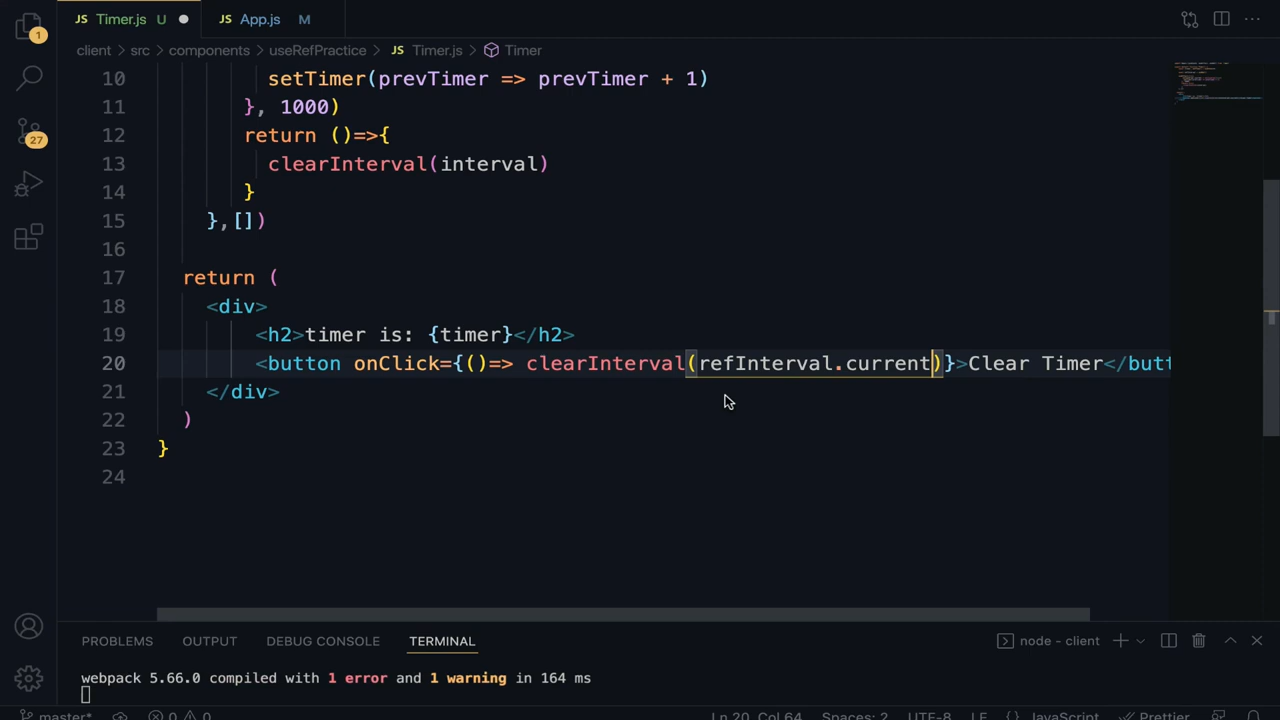 JS Timer.js U
JS App.js M
1
client > src > components > useRefPractice > JS Timer.js > Timer
10 setTimer(prevTimer => prevTimer + 1)
11 }, 1000)
12 return ()=>{
13 clearInterval(interval)
14 }
15 },[])
16
17 return (
18 <div>
19 <h2>timer is: {timer}</h2>
20 <button onClick={()=> clearInterval(refInterval.current)}>Clear Timer</butt
21 </div>
22 )
23 }
24
27
PROBLEMS OUTPUT DEBUG CONSOLE TERMINAL node - client
webpack 5.66.0 compiled with 1 error and 1 warning in 164 ms
master* 0 0 Ln 20, Col 64 Spaces: 2 UTF-8 LF {} JavaScript Prettier